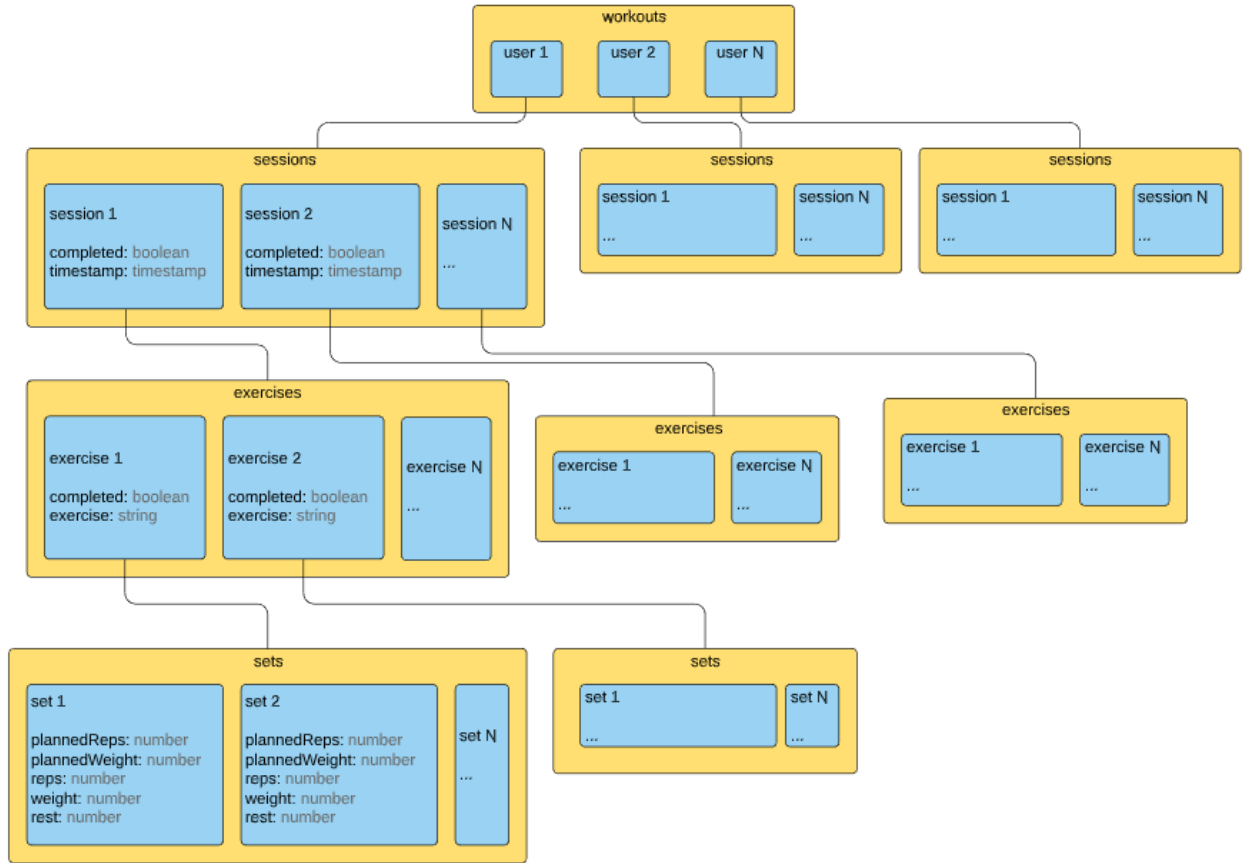 workouts
user 1
user 2
user N
sessions
session 1
completed: boolean
timestamp: timestamp
session 2
completed: boolean
timestamp: timestamp
session N
...
sessions
session 1
...
session N
...
sessions
session 1
...
session N
...
exercises
exercise 1
completed: boolean
exercise: string
exercise 2
completed: boolean
exercise: string
exercise N
...
exercises
exercise 1
...
exercise N
...
exercises
exercise 1
...
exercise N
...
sets
set 1
plannedReps: number
plannedWeight: number
reps: number
weight: number
rest: number
set 2
plannedReps: number
plannedWeight: number
reps: number
weight: number
rest: number
set N
...
sets
set 1
...
set N
...